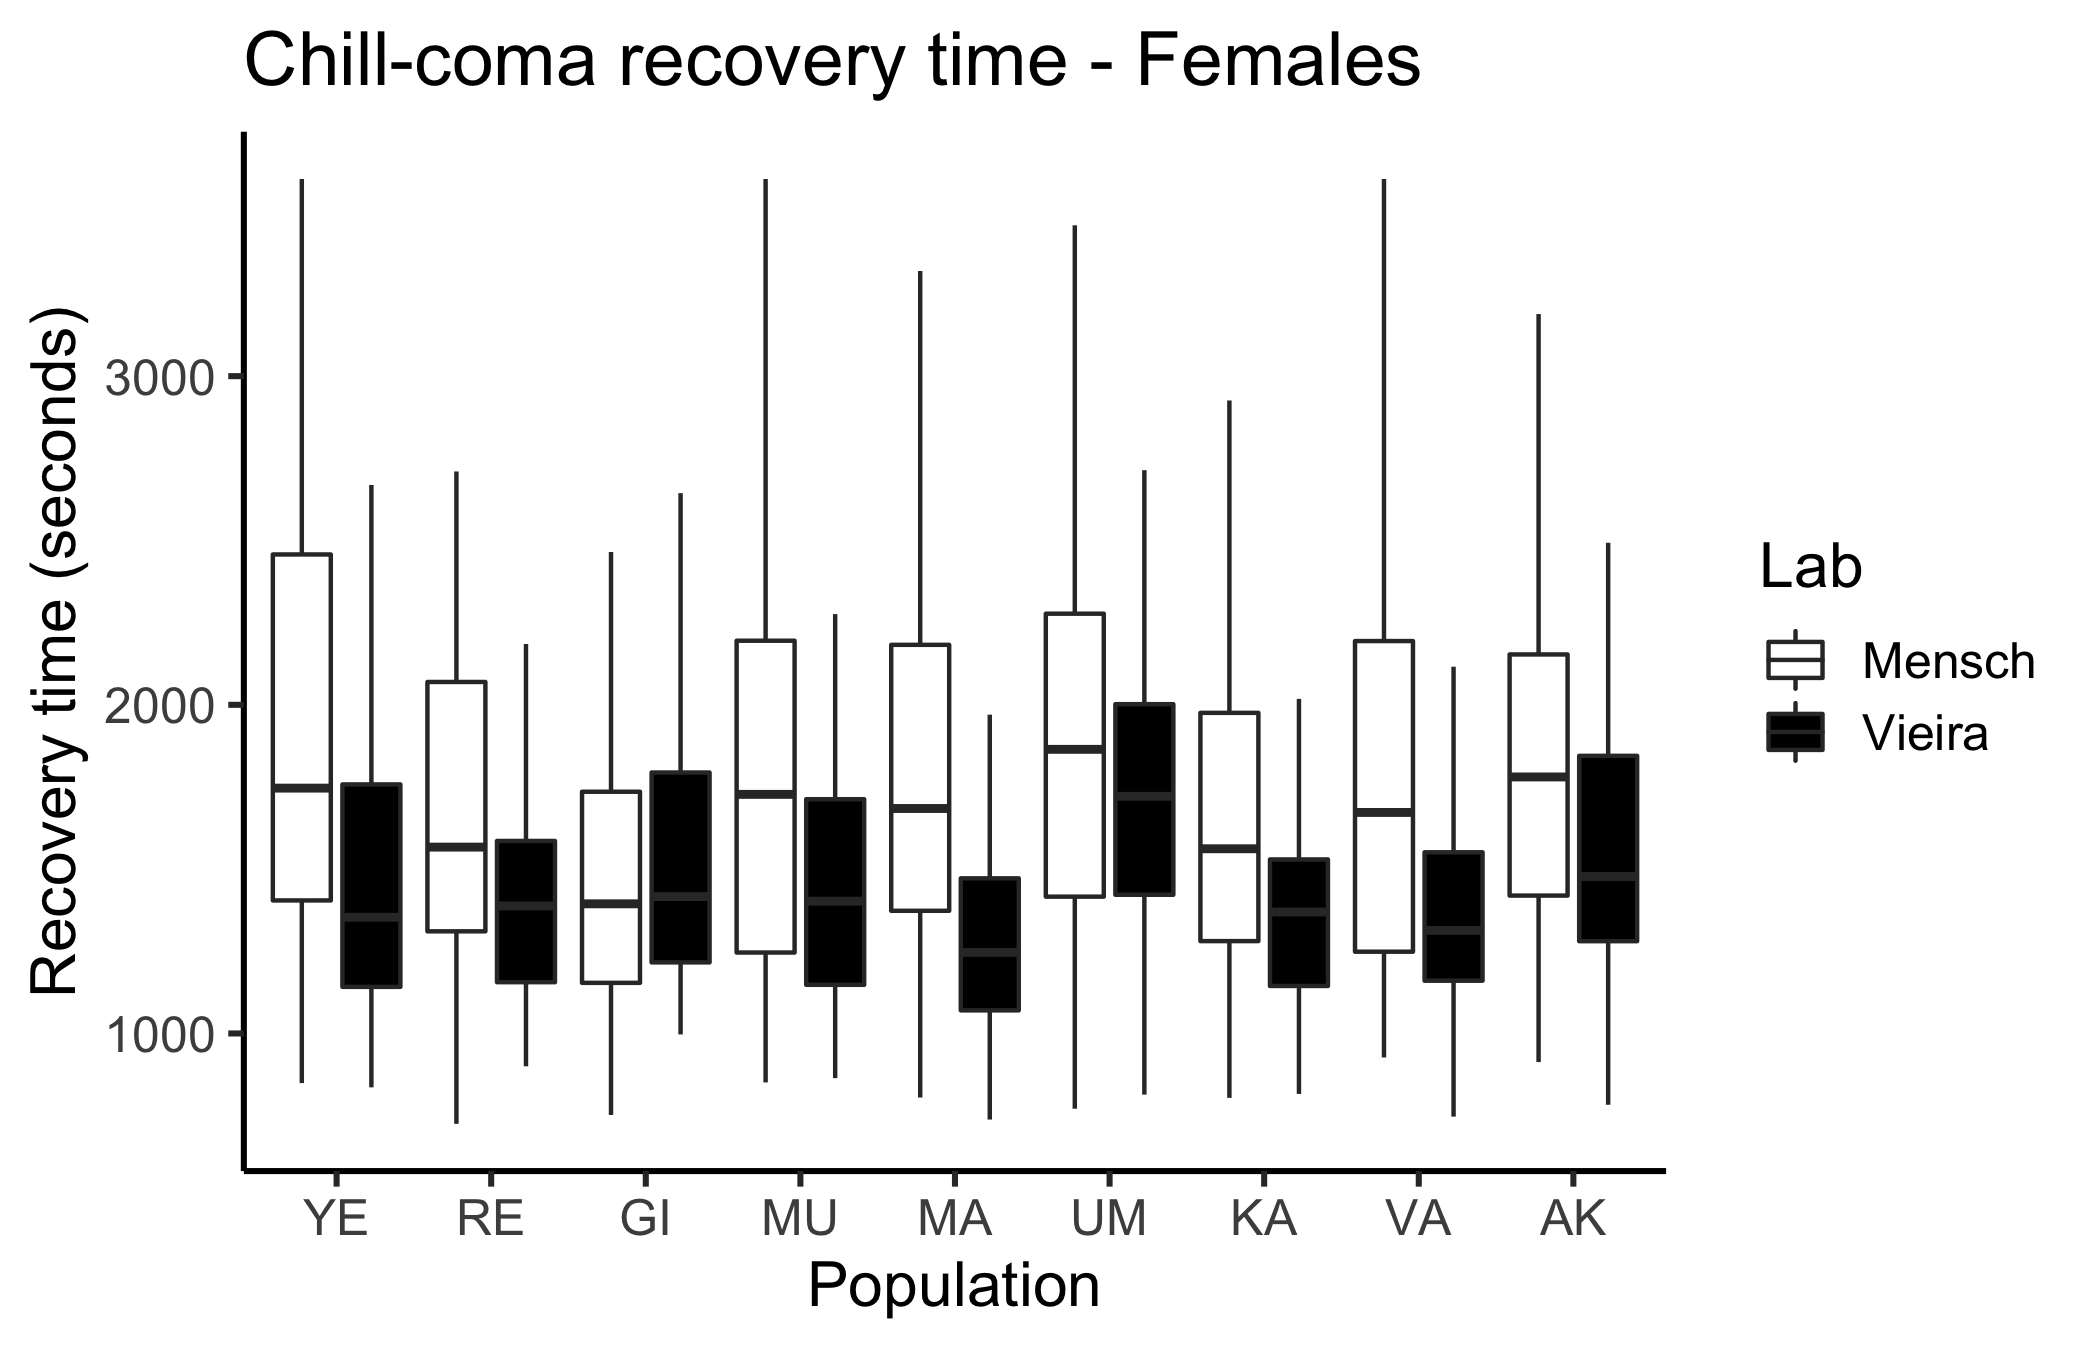 Chill-coma recovery time - Females
Recovery time (seconds)
3000
2000
1000
YE RE GI MU MA UM KA VA AK
Population
Lab
Mensch
Vieira